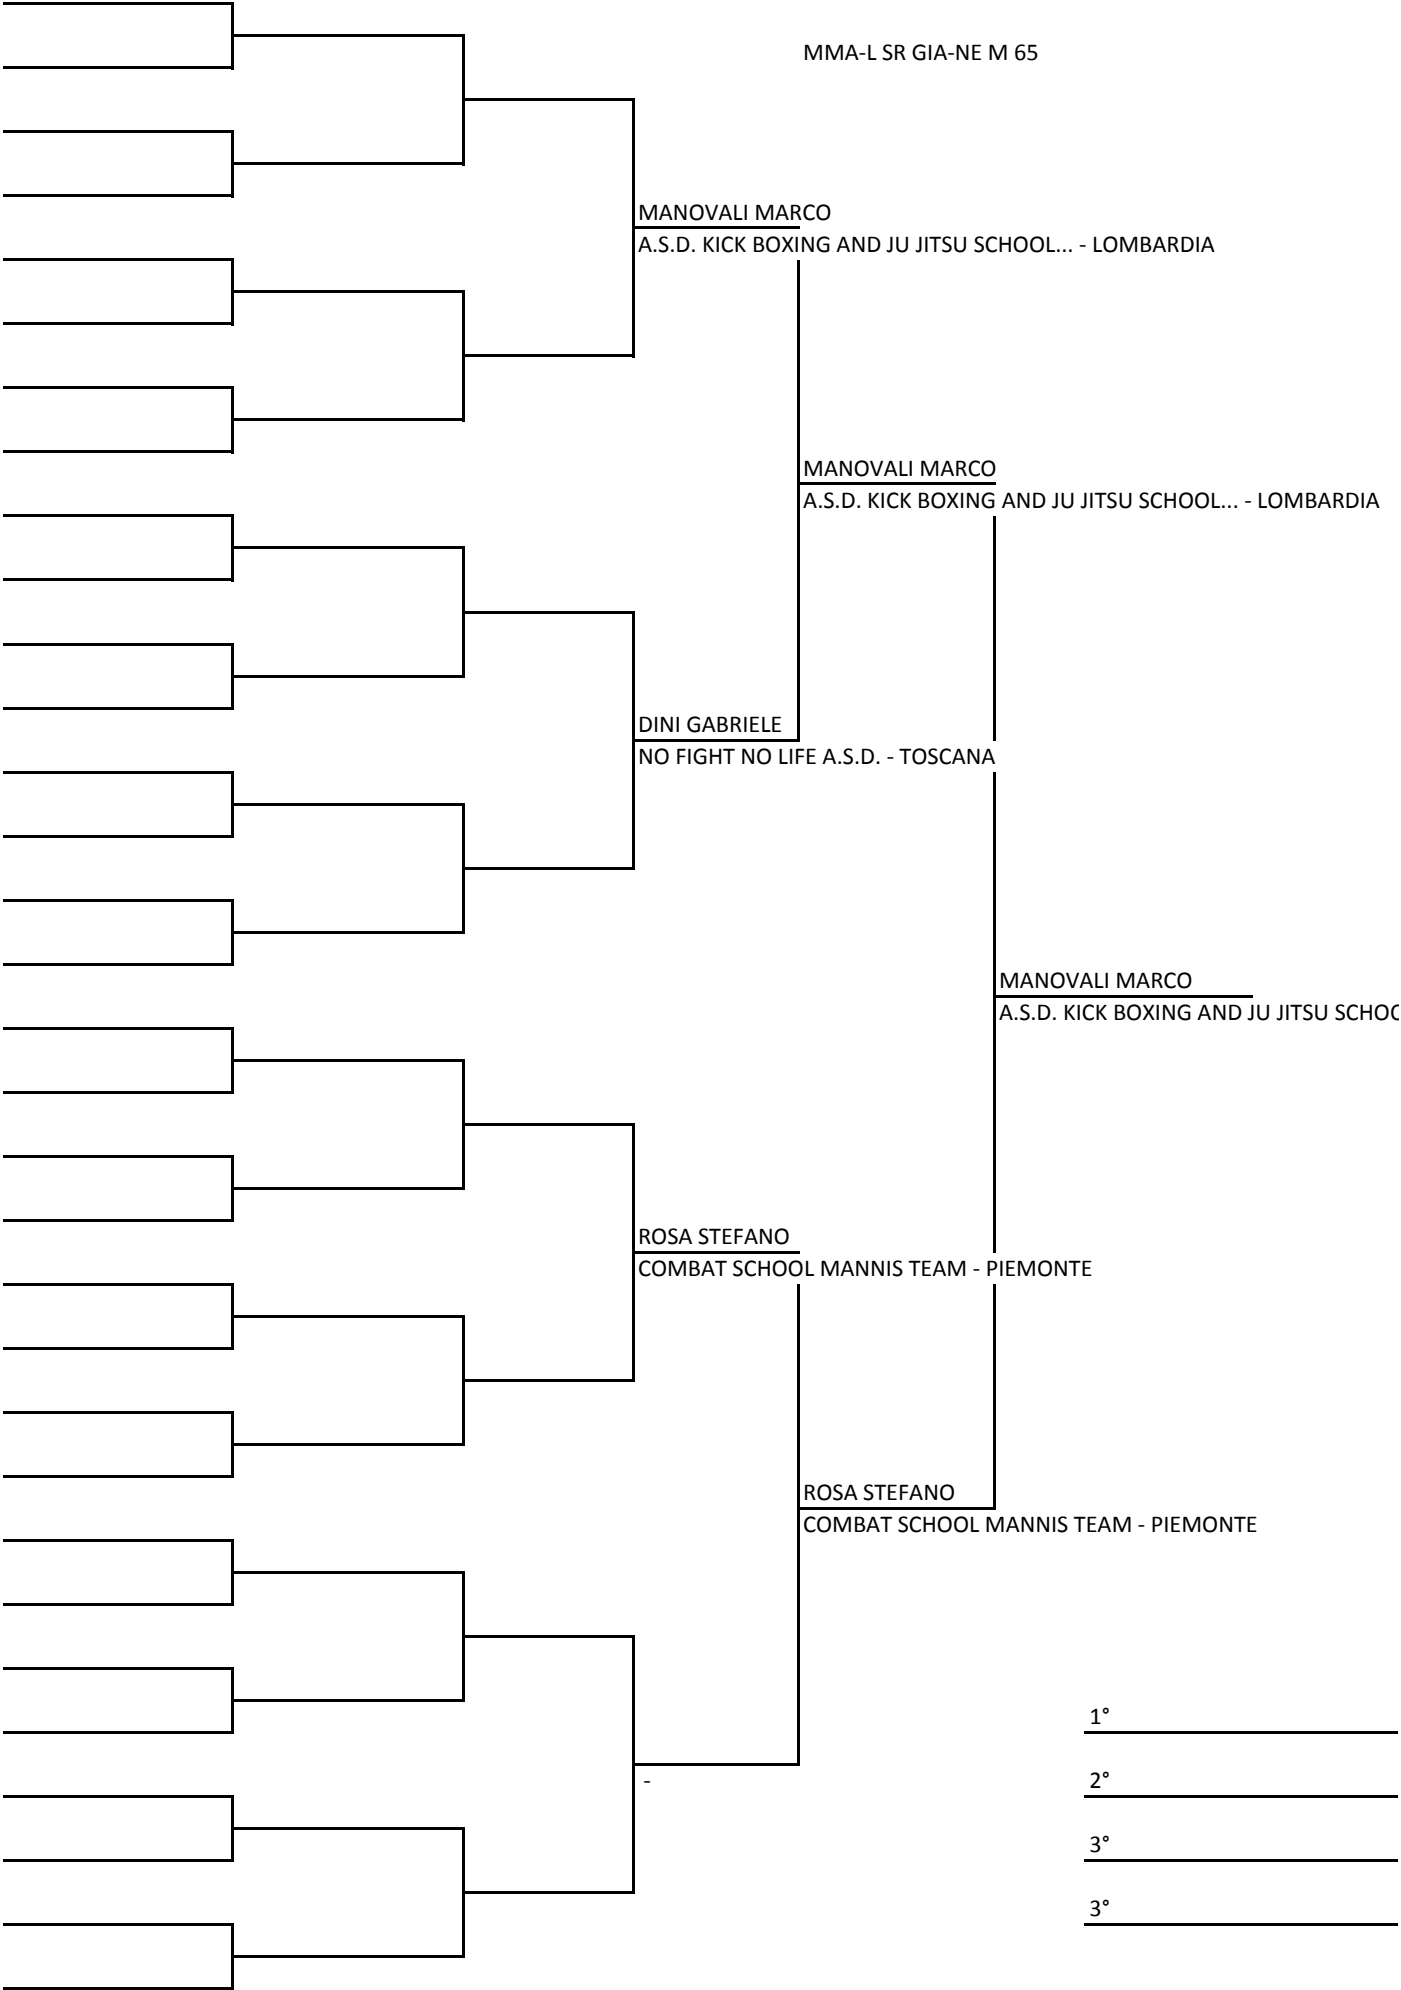 MMA-L SR GIA-NE M 65
MANOVALI MARCO
A.S.D. KICK BOXING AND JU JITSU SCHOOL... - LOMBARDIA
MANOVALI MARCO
A.S.D. KICK BOXING AND JU JITSU SCHOOL... - LOMBARDIA
DINI GABRIELE
NO FIGHT NO LIFE A.S.D. - TOSCANA
MANOVALI MARCO
A.S.D. KICK BOXING AND JU JITSU SCHOO
ROSA STEFANO
COMBAT SCHOOL MANNIS TEAM - PIEMONTE
ROSA STEFANO
COMBAT SCHOOL MANNIS TEAM - PIEMONTE
1°
-
2°
3°
3°